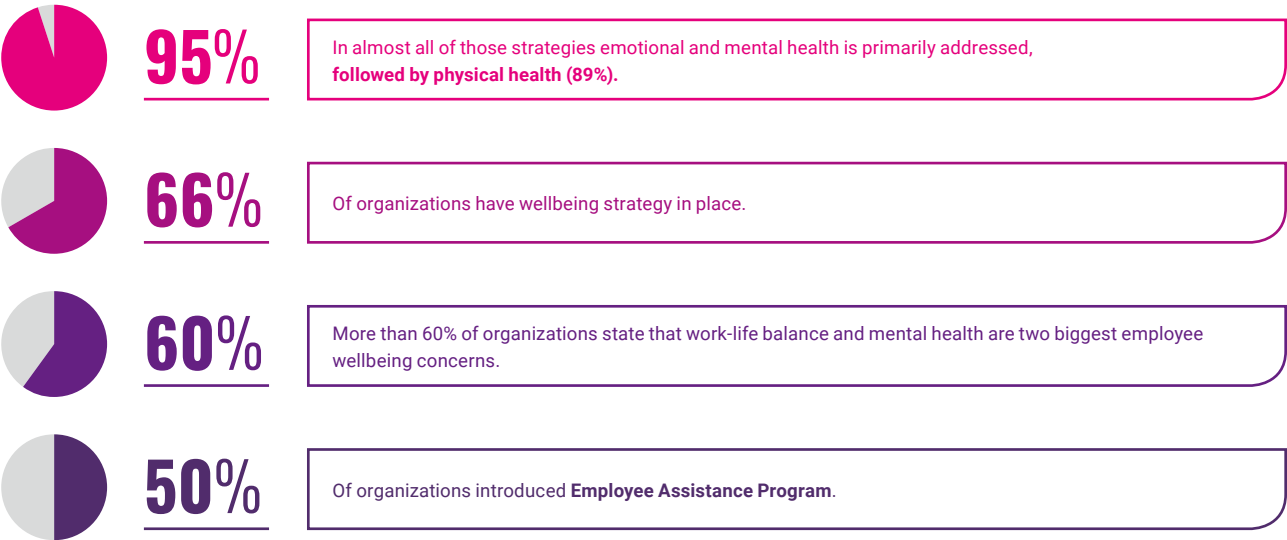 95%
In almost all of those strategies emotional and mental health is primarily addressed,
followed by physical health (89%).
66%
Of organizations have wellbeing strategy in place.
60%
More than 60% of organizations state that work-life balance and mental health are two biggest employee
wellbeing concerns.
50%
Of organizations introduced Employee Assistance Program.